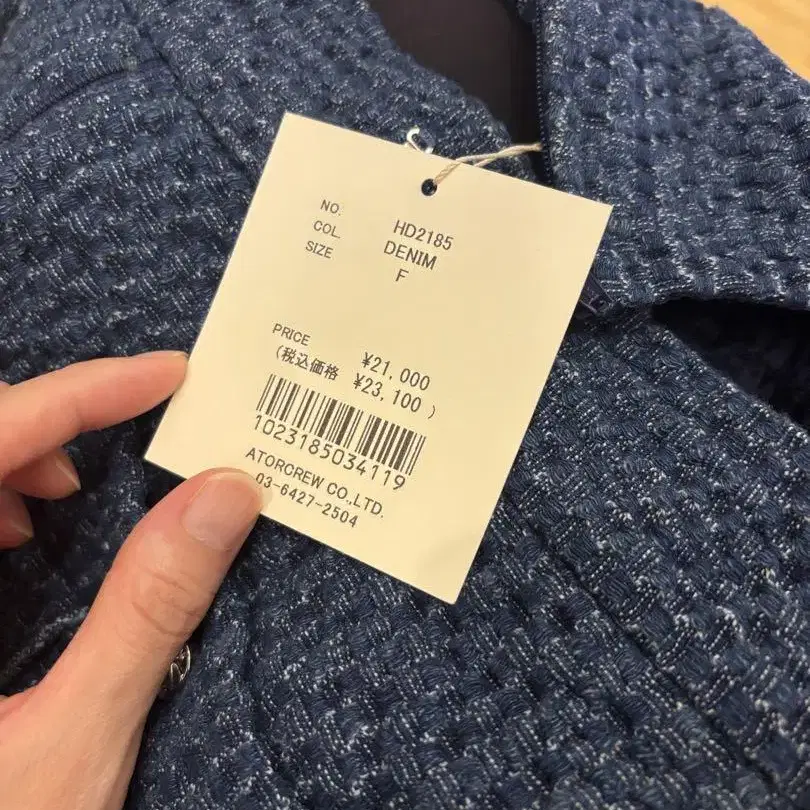 NO. HD2185
COL. DENIM
SIZE F
PRICE ¥21,000
(税込価格 ¥23,100 )
1023185034119
ATORCREW CO.,LTD.
03-6427-2504